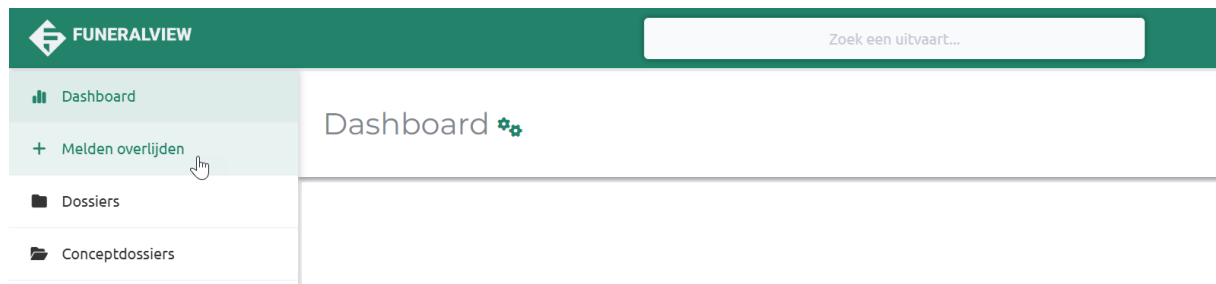 FUNERALVIEW
Zoek een uitvaart...
Dashboard
Melden overlijden
Dossiers
Conceptdossiers
Dashboard